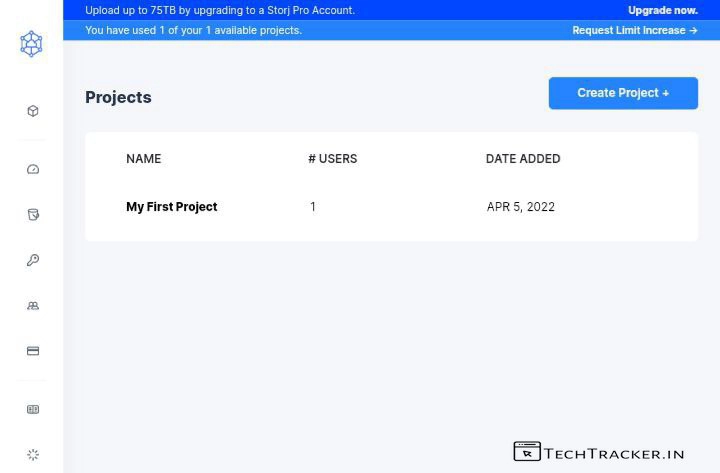 Upload up to 75TB by upgrading to a Storj Pro Account. Upgrade now.
You have used 1 of your 1 available projects. Request Limit Increase →
Projects
Create Project +
NAME # USERS DATE ADDED
My First Project 1 APR 5, 2022
TECHTRACKER.IN